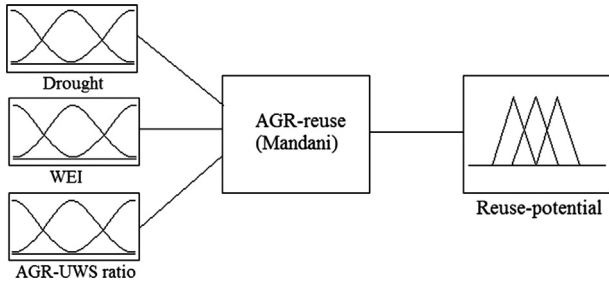 Drought
WEI
AGR-UWS ratio
AGR-reuse
(Mandani)
Reuse-potential